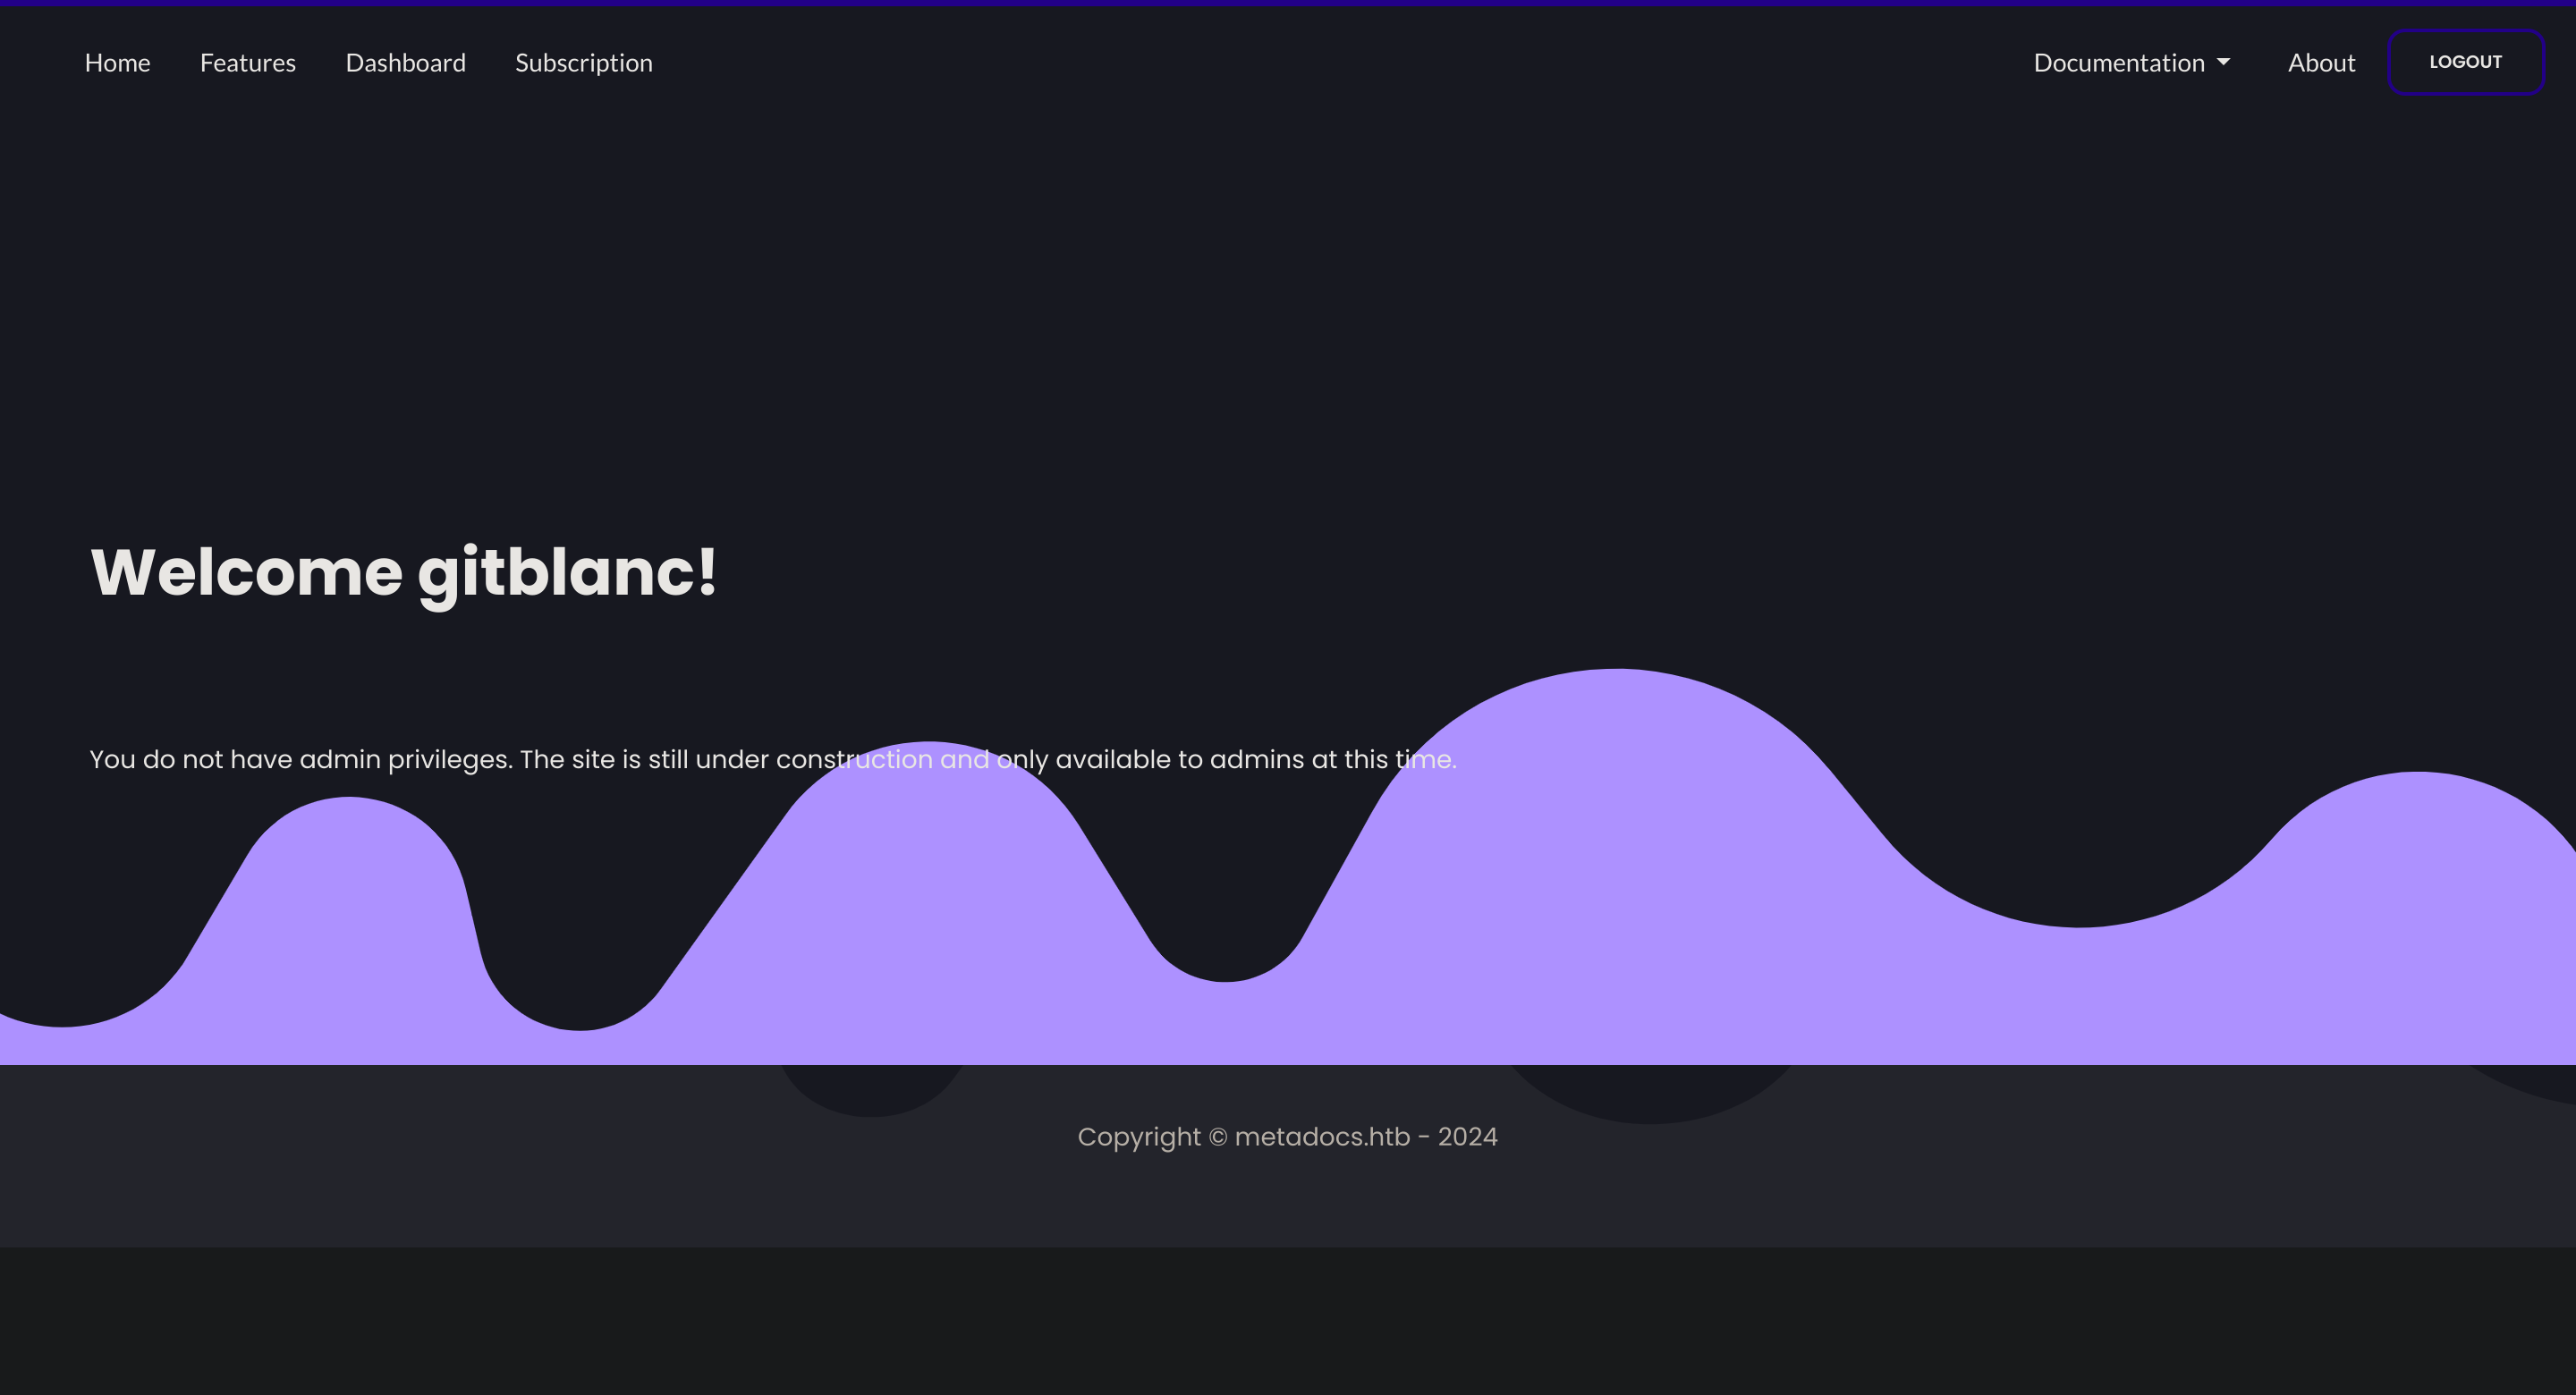 Home Features Dashboard Subscription Documentation About LOGOUT
Welcome gitblanc!
You do not have admin privileges. The site is still under construction and only available to admins at this time.
Copyright © metadocs.htb - 2024